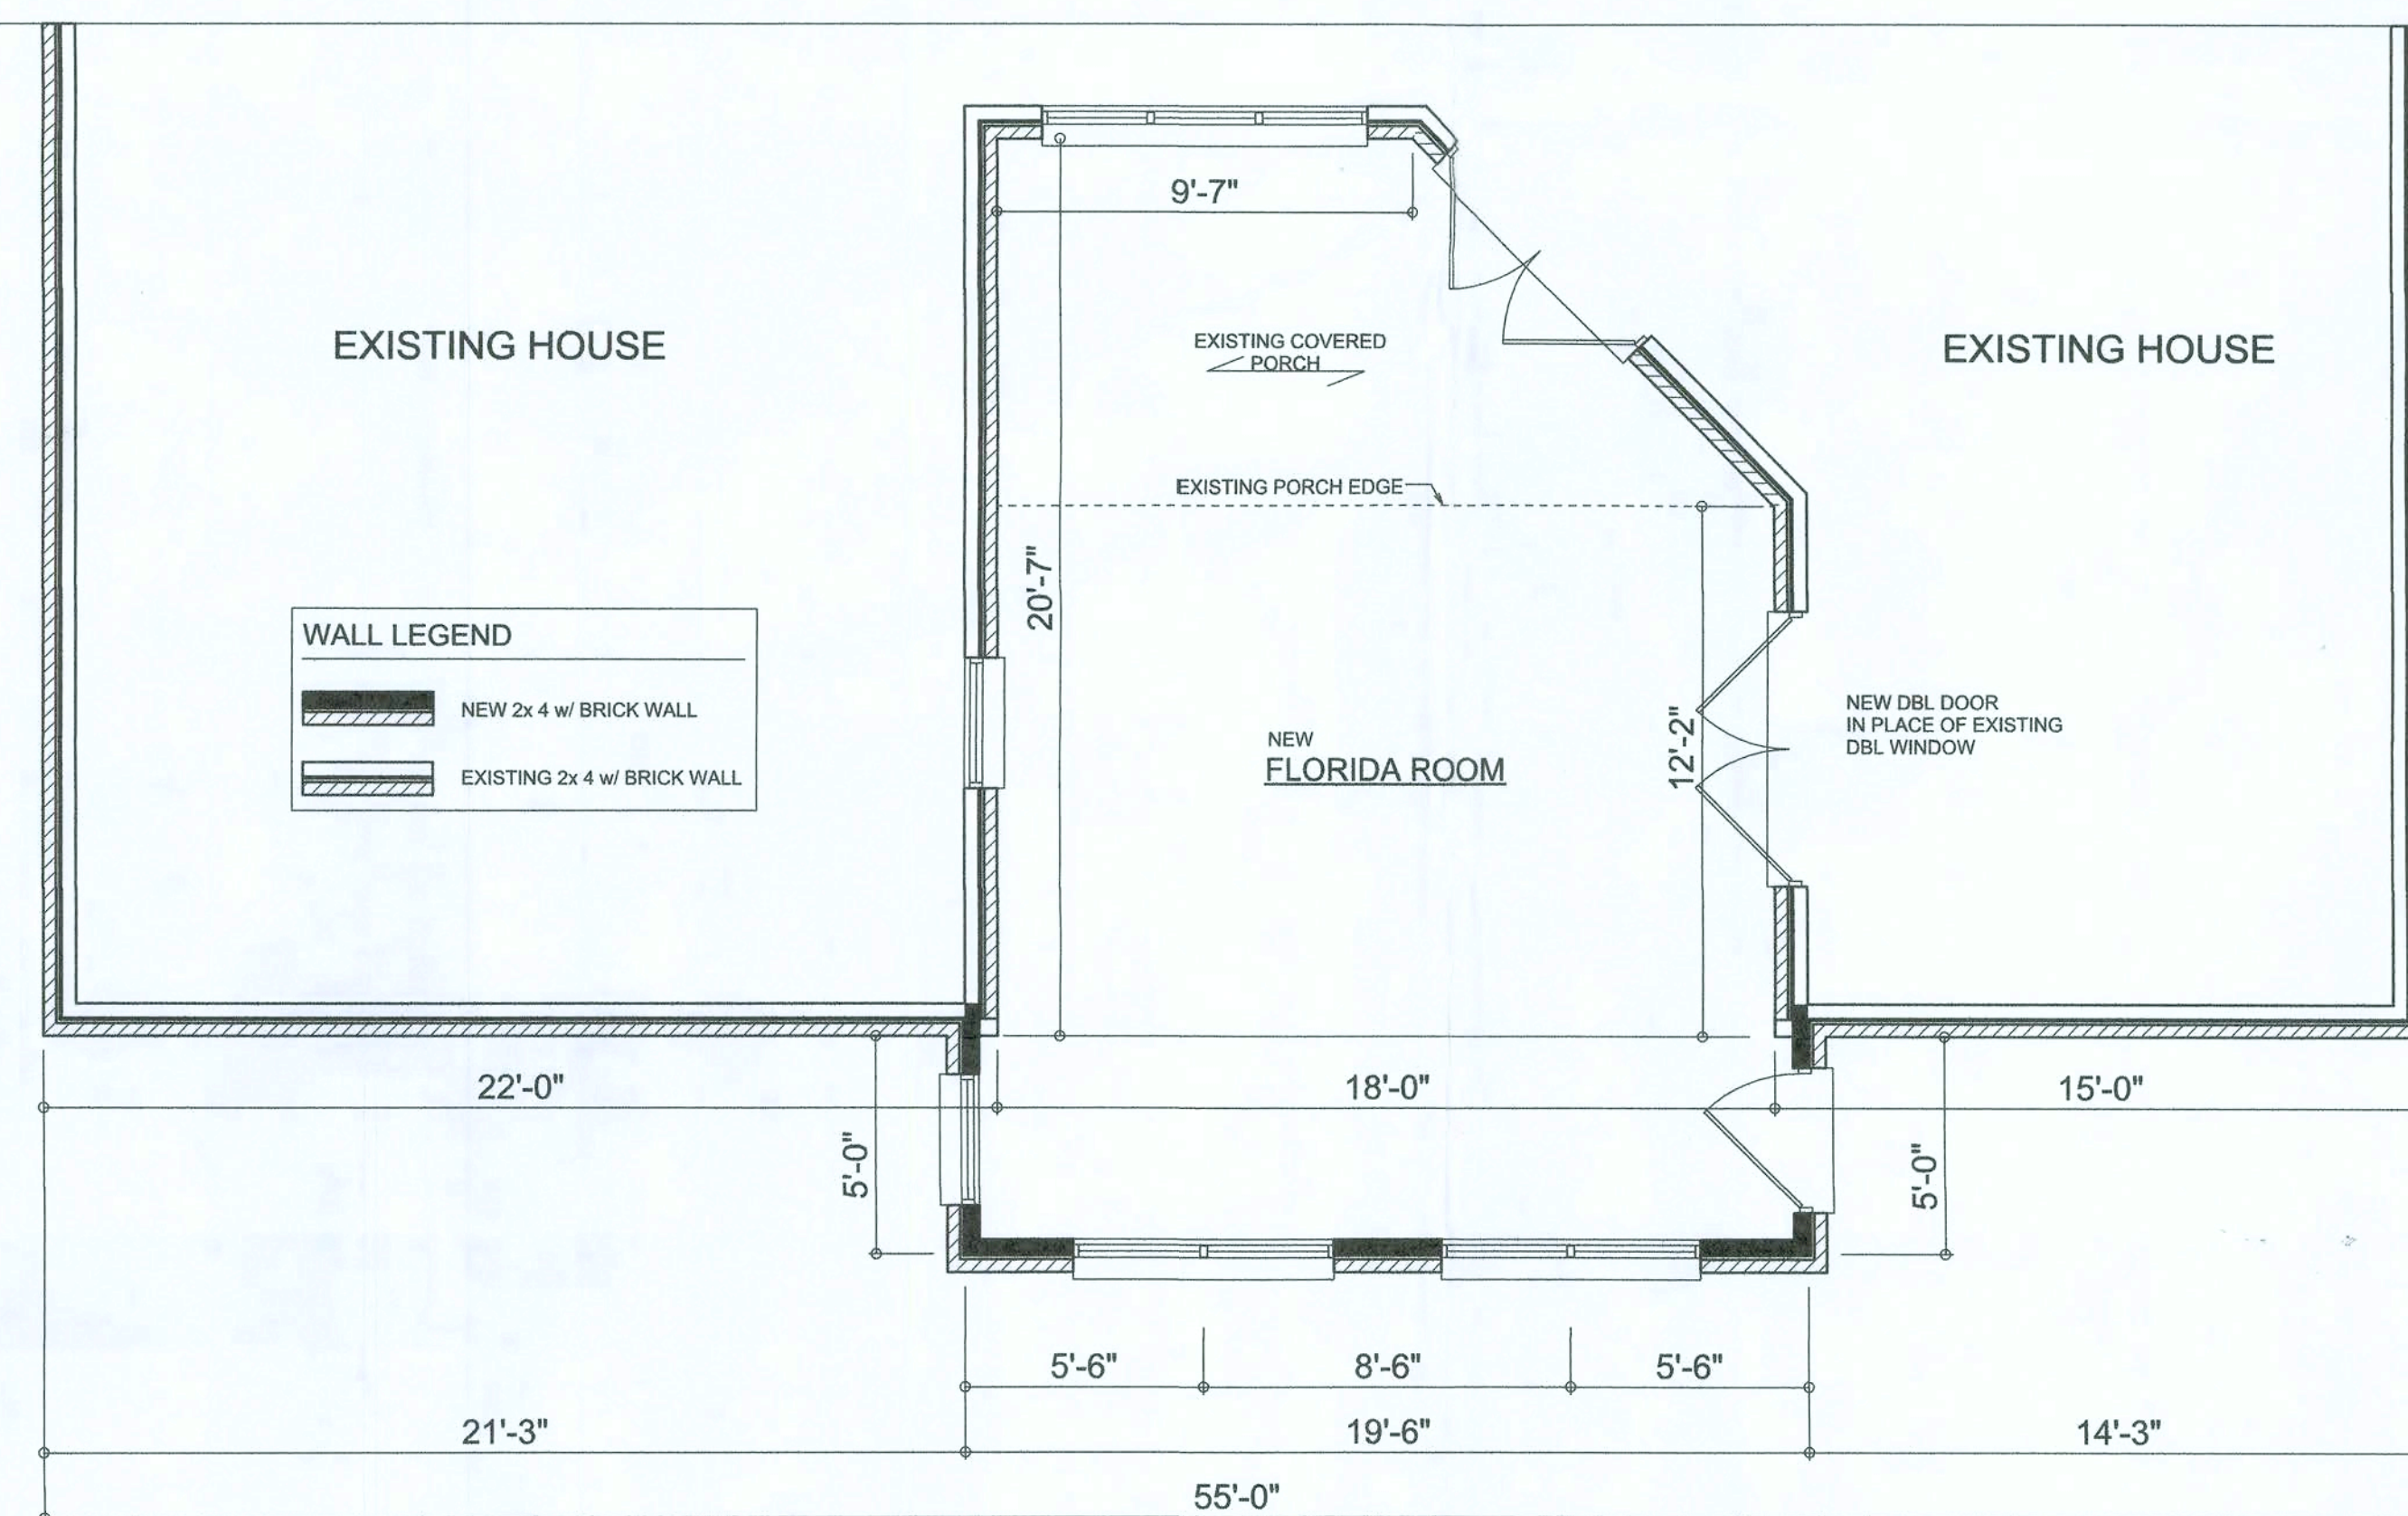 9'-7"
EXISTING HOUSE
EXISTING COVERED
PORCH
EXISTING HOUSE
EXISTING PORCH EDGE
20'-7"
WALL LEGEND
NEW 2x 4 w/ BRICK WALL
EXISTING 2x 4 w/ BRICK WALL
NEW
FLORIDA ROOM
12'-2"
NEW DBL DOOR
IN PLACE OF EXISTING
DBL WINDOW
22'-0"
18'-0"
15'-0"
5'-0"
5'-0"
5'-6"
8'-6"
5'-6"
21'-3"
19'-6"
14'-3"
55'-0"